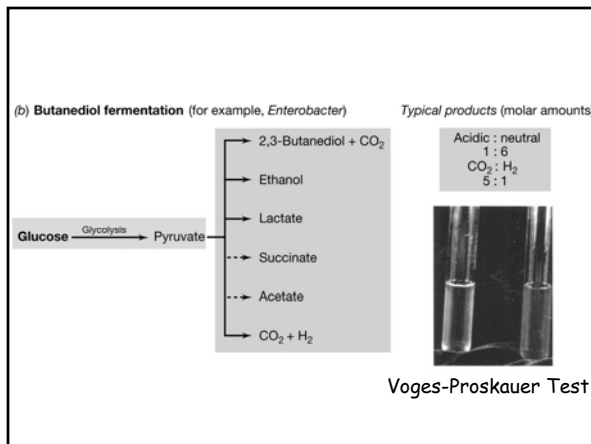 (b) Butanediol fermentation (for example, Enterobacter)
Typical products (molar amounts)
Glucose
Glycolysis
Pyruvate
2,3-Butanediol + CO₂
Ethanol
Lactate
Succinate
Acetate
CO₂ + H₂
Acidic : neutral
1 : 6
CO₂ : H₂
5 : 1
Voges-Proskauer Test